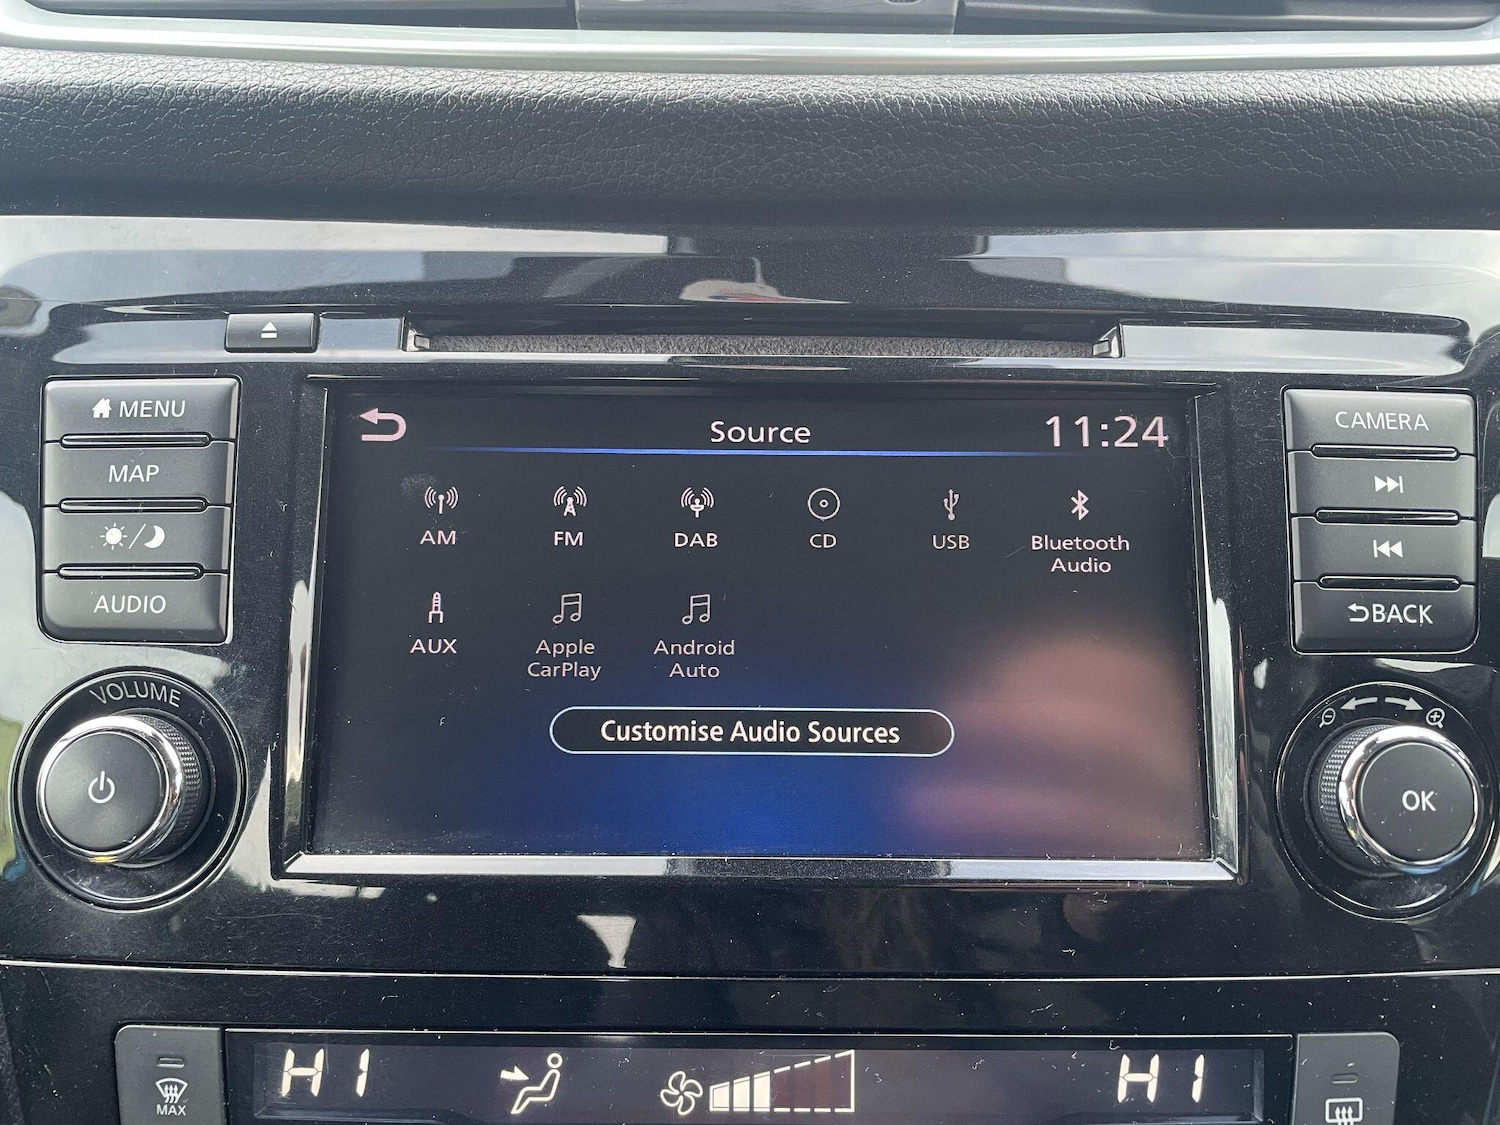 MENU
MAP
AUDIO
VOLUME
Source
11:24
AM
FM
DAB
CD
USB
Bluetooth
Audio
AUX
Apple
CarPlay
Android
Auto
Customise Audio Sources
CAMERA
BACK
OK
MAX
HI
HI